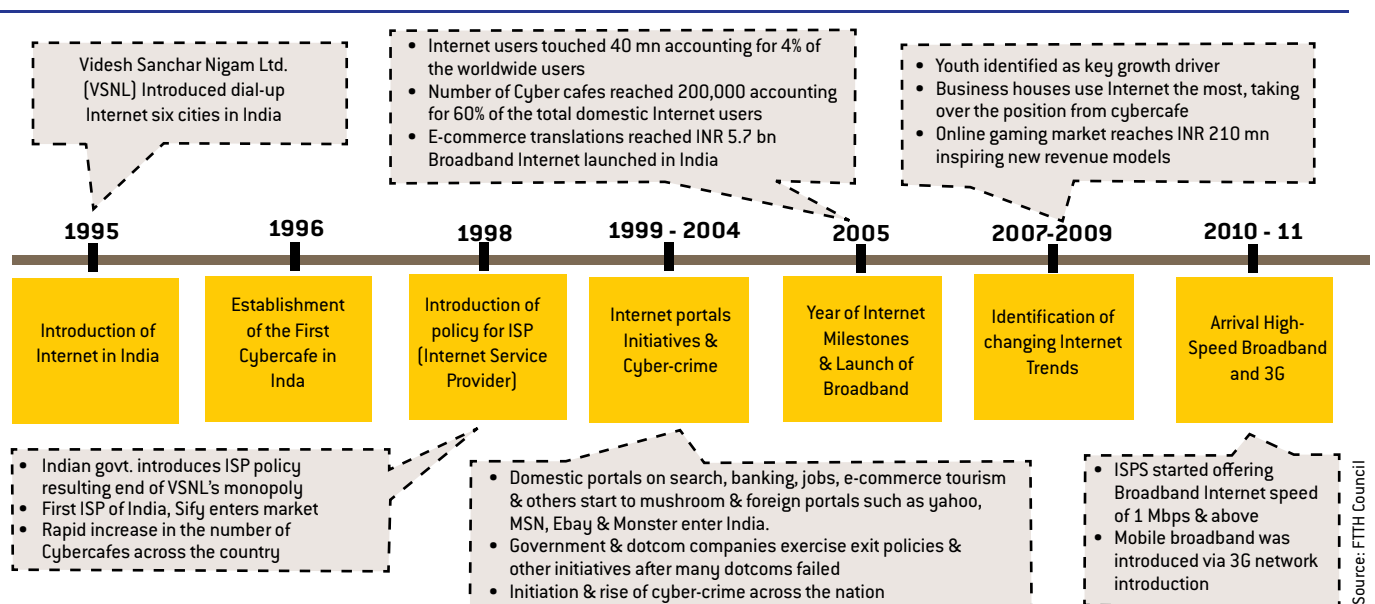 Videsh Sanchar Nigam Ltd.
(VSNL) Introduced dial-up
Internet six cities in India
• Internet users touched 40 mn accounting for 4% of
the worldwide users
• Number of Cyber cafes reached 200,000 accounting
for 60% of the total domestic Internet users
• E-commerce translations reached INR 5.7 bn
Broadband Internet launched in India
• Youth identified as key growth driver
• Business houses use Internet the most, taking
over the position from cybercafe
• Online gaming market reaches INR 210 mn
inspiring new revenue models
1995
1996
1998
1999 - 2004
2005
2007-2009
2010 - 11
Introduction of
Internet in India
Establishment
of the First
Cybercafe in
Inda
Introduction of
policy for ISP
(Internet Service
Provider)
Internet portals
Initiatives &
Cyber-crime
Year of Internet
Milestones
& Launch of
Broadband
Identification of
changing Internet
Trends
Arrival High-
Speed Broadband
and 3G
• Indian govt. introduces ISP policy
resulting end of VSNL's monopoly
• First ISP of India, Sify enters market
• Rapid increase in the number of
Cybercafes across the country
• Domestic portals on search, banking, jobs, e-commerce tourism
& others start to mushroom & foreign portals such as yahoo,
MSN, Ebay & Monster enter India.
• Government & dotcom companies exercise exit policies &
other initiatives after many dotcoms failed
• Initiation & rise of cyber-crime across the nation
• ISPS started offering
Broadband Internet speed
of 1 Mbps & above
• Mobile broadband was
introduced via 3G network
introduction
Source: FTTH Council